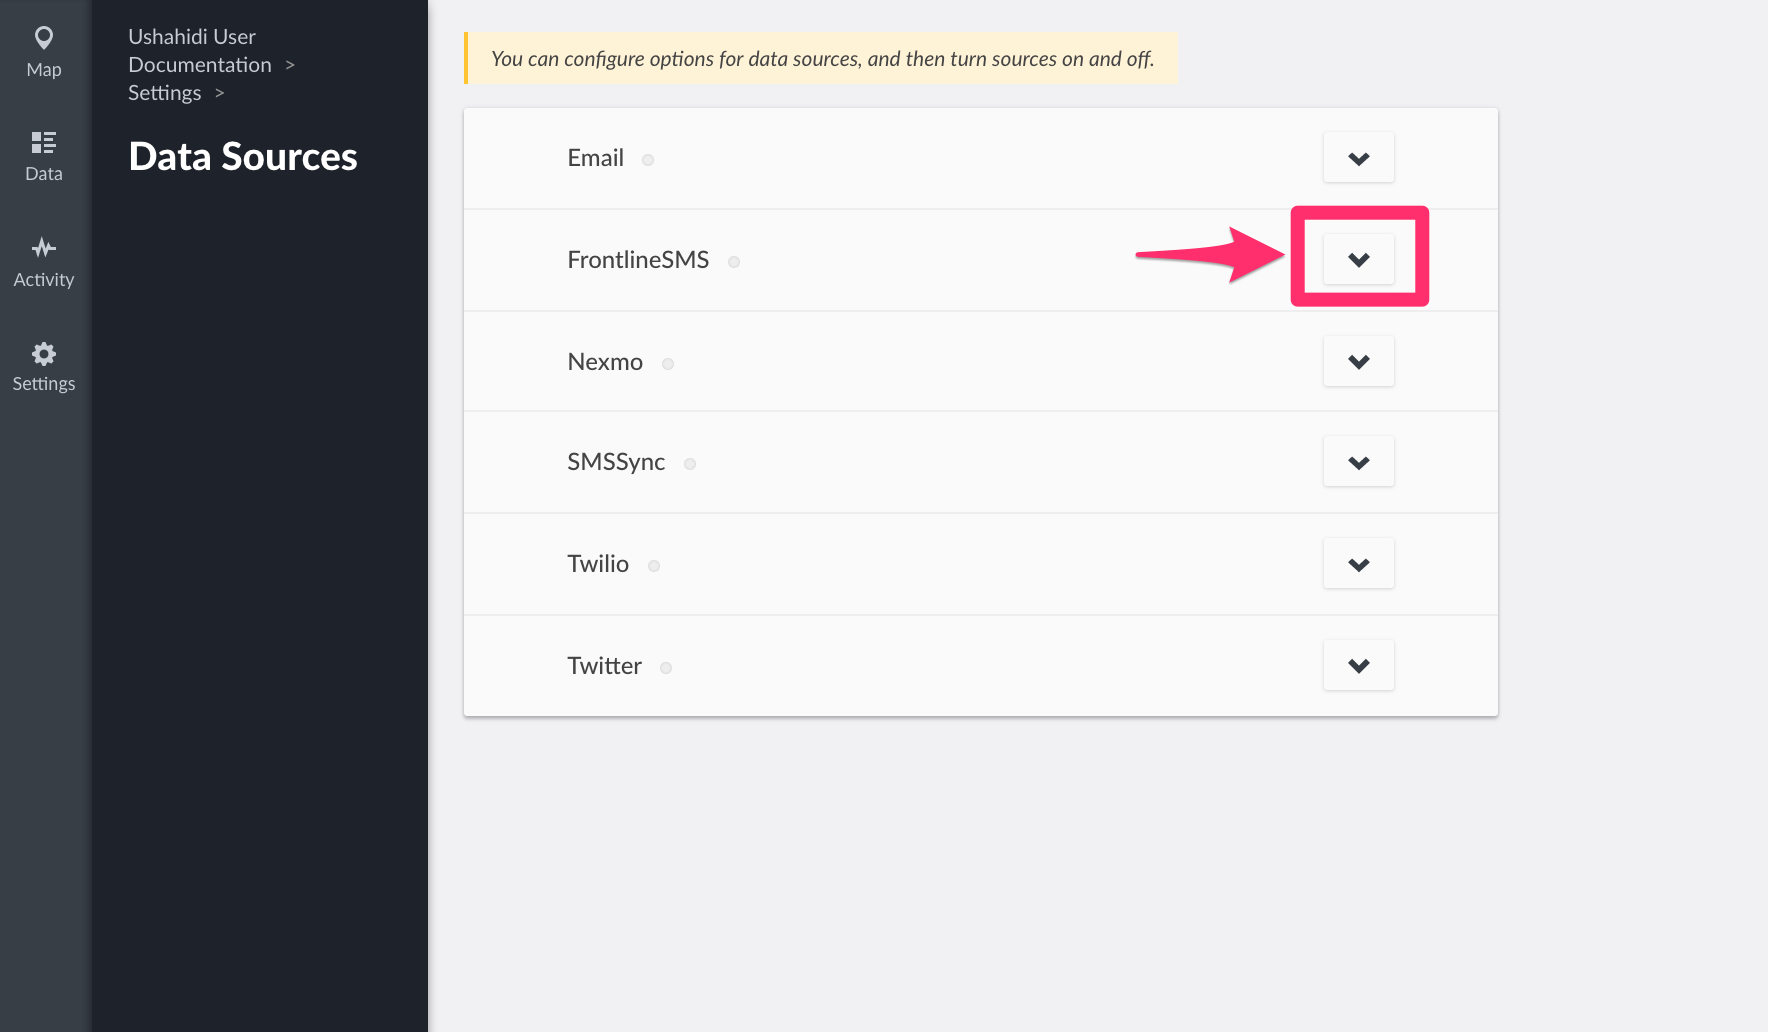 Map
Data
Activity
Settings
Ushahidi User
Documentation >
Settings >
Data Sources
You can configure options for data sources, and then turn sources on and off.
Email
FrontlineSMS
Nexmo
SMSSync
Twilio
Twitter